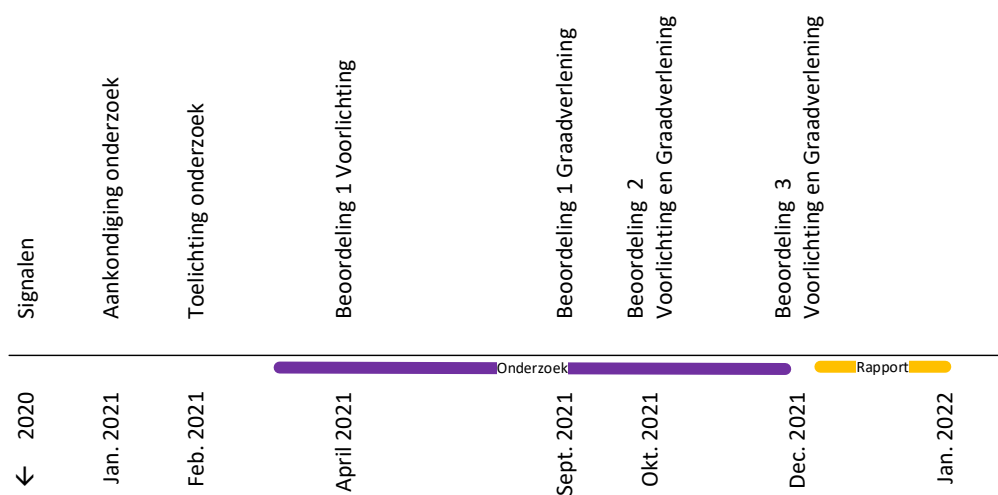 Signalen
Aankondiging onderzoek
Toelichting onderzoek
Beoordeling 1 Voorlichting
Beoordeling 1 Graadverlening
Beoordeling 2
Voorlichting en Graadverlening
Beoordeling 3
Voorlichting en Graadverlening
Onderzoek
Rapport
← 2020
Jan. 2021
Feb. 2021
April 2021
Sept. 2021
Okt. 2021
Dec. 2021
Jan. 2022